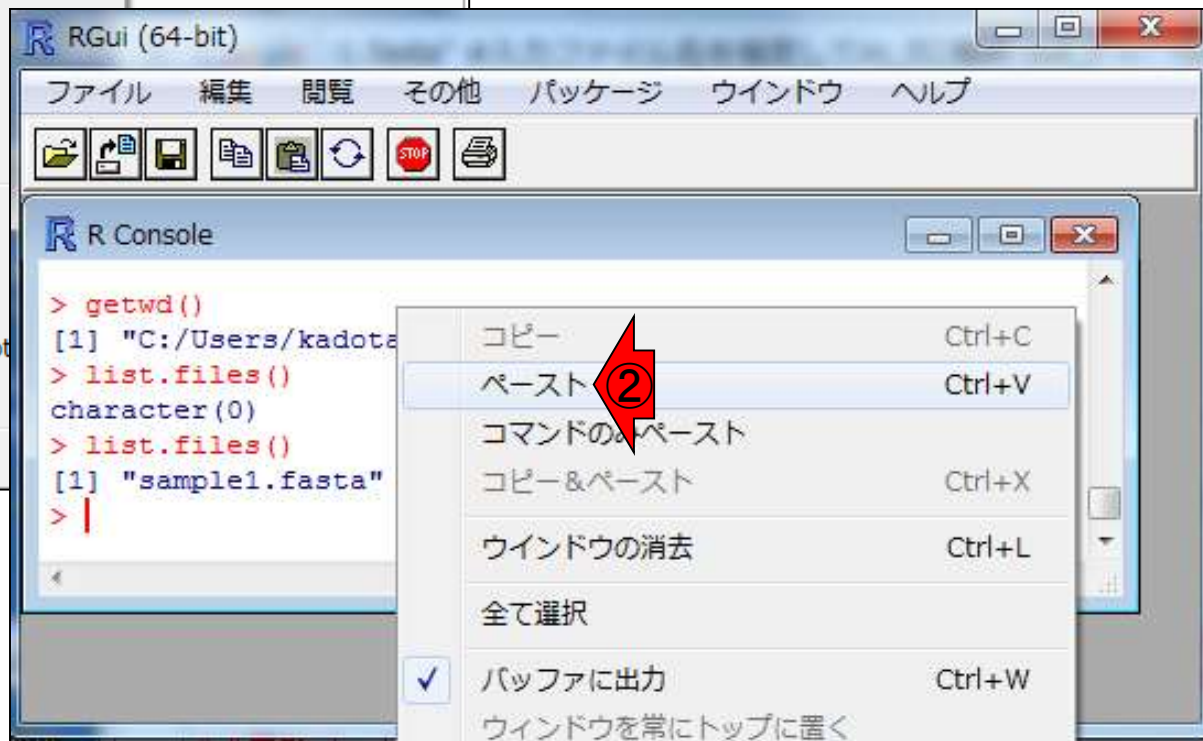 RGui (64-bit)
ファイル 編集 閲覧 その他 パッケージ ウインドウ ヘルプ
STOP
R Console
> getwd()
[1] "C:/Users/kadota
> list.files()
character(0)
> list.files()
[1] "sample1.fasta"
>
コピー Ctrl+C
ペースト Ctrl+V
②
コマンドのみペースト
コピー&ペースト Ctrl+X
ウインドウの消去 Ctrl+L
全て選択
バッファに出力 Ctrl+W
ウィンドウを常にトップに置く